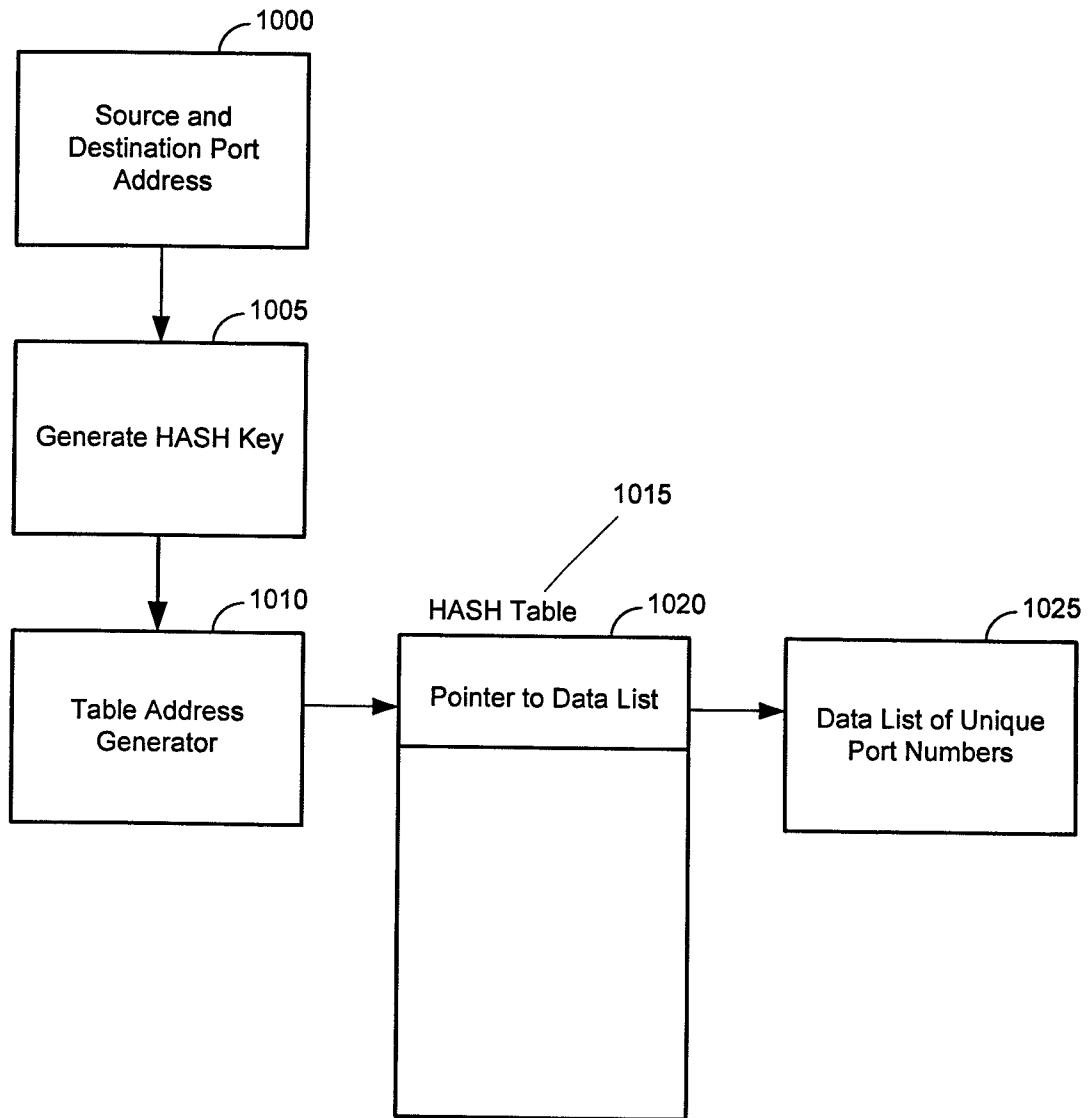 1000
Source and
Destination Port
Address
1005
Generate HASH Key
1015
1010
HASH Table
1020
1025
Table Address
Generator
Pointer to Data List
Data List of Unique
Port Numbers